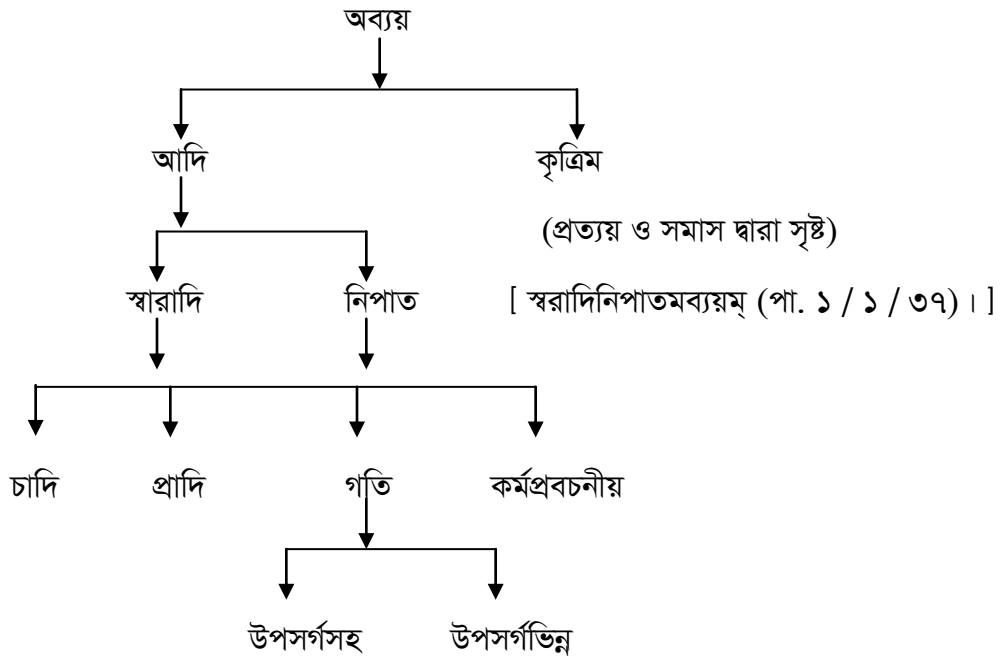 অব্যয়
আদি কৃত্রিম
(প্রত্যয় ও সমাস দ্বারা সৃষ্ট)
স্বারাদি নিপাত [ স্বরাদিনিপাতমব্যয়ম্ (পা. ১ / ১ / ৩৭) । ]
চাদি প্রাদি গতি কর্মপ্রবচনীয়
উপসর্গসহ উপসর্গভিন্ন